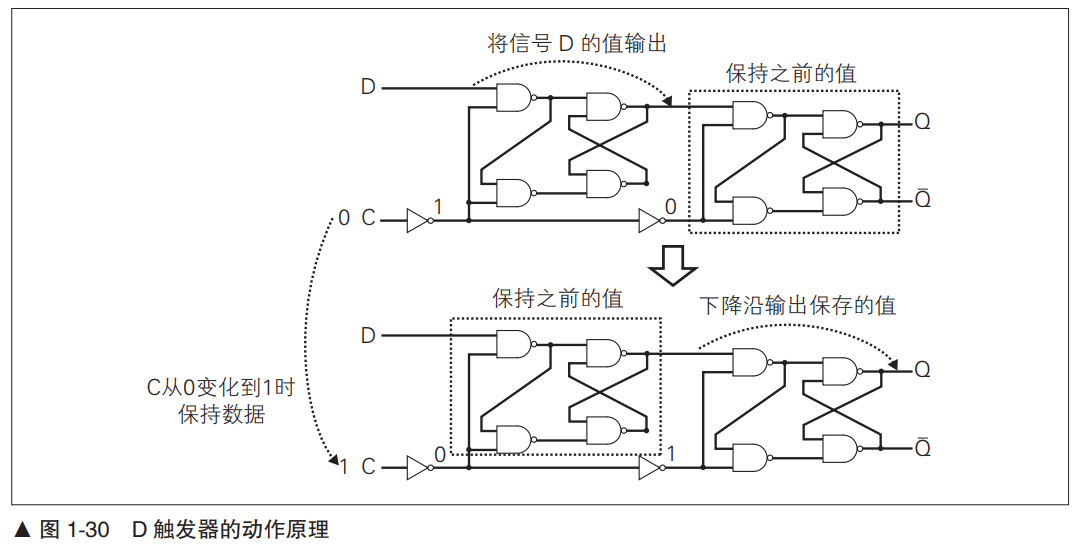 将信号 D 的值输出
保持之前的值
D
Q
Q̄
0 C
1
0
保持之前的值
下降沿输出保存的值
D
Q
C从0变化到1时
保持数据
Q̄
1 C
0
1
▲ 图 1-30 D 触发器的动作原理